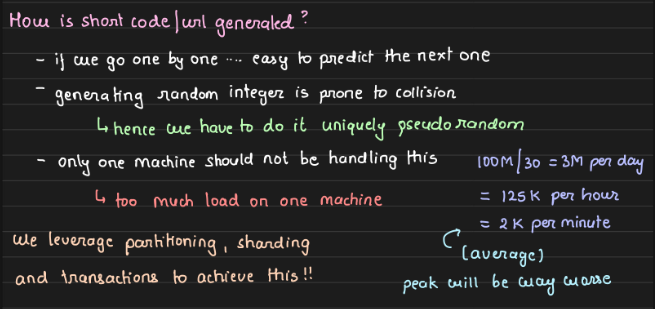 How is short code/url generated?
- if we go one by one .... easy to predict the next one
- generating random integer is prone to collision
↳ hence we have to do it uniquely pseudo random
- only one machine should not be handling this
↳ too much load on one machine
100M/30 = 3M per day
= 125K per hour
= 2K per minute
(average)
peak will be way worse
we leverage partitioning, sharding
and transactions to achieve this!!